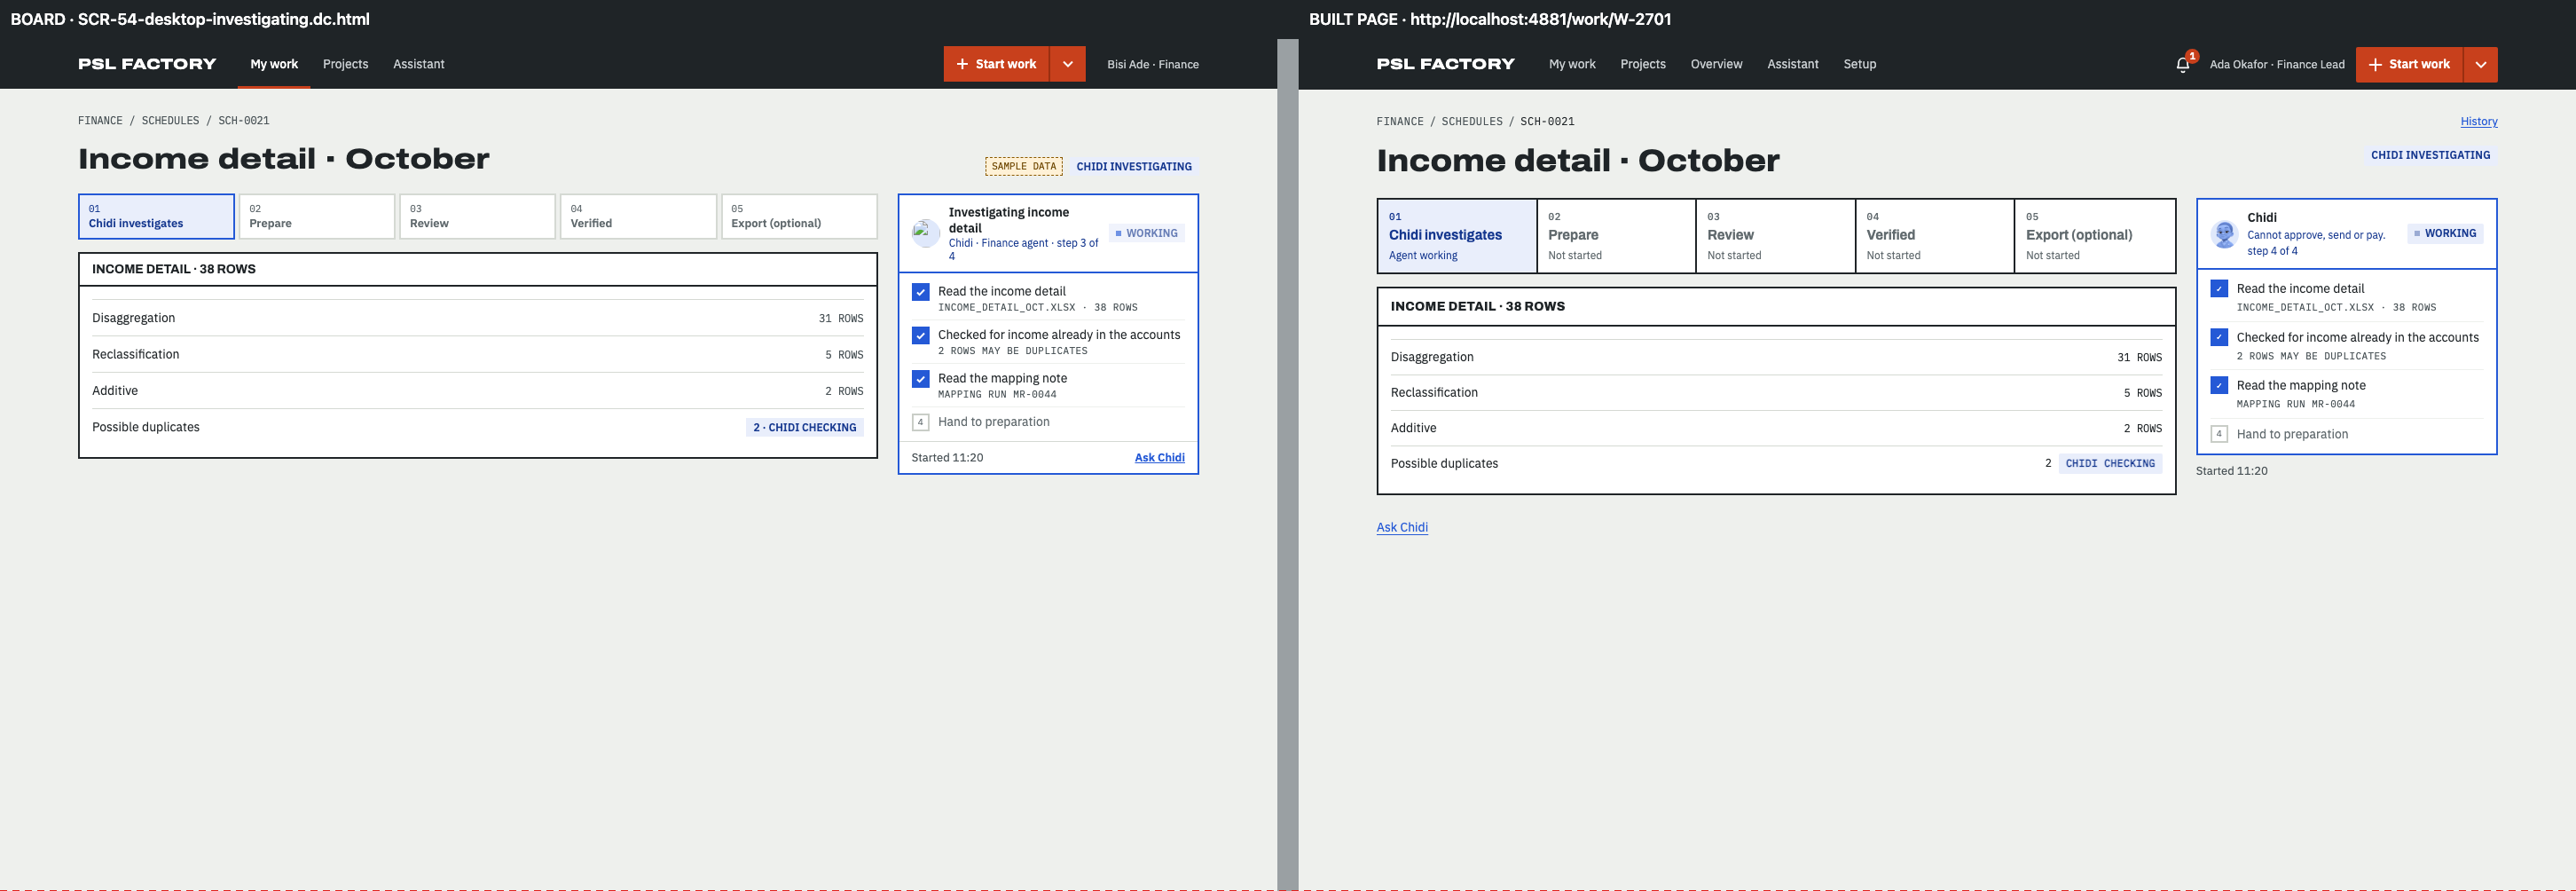 BOARD · SCR-54-desktop-investigating.dc.html
PSL FACTORY
My work
Projects
Assistant
+ Start work
Bisi Ade · Finance
FINANCE / SCHEDULES / SCH-0021
Income detail · October
SAMPLE DATA
CHIDI INVESTIGATING
01
Chidi investigates
02
Prepare
03
Review
04
Verified
05
Export (optional)
INCOME DETAIL · 38 ROWS
Disaggregation
31 ROWS
Reclassification
5 ROWS
Additive
2 ROWS
Possible duplicates
2 · CHIDI CHECKING
Investigating income
detail
Chidi · Finance agent · step 3 of
4
WORKING
Read the income detail
INCOME_DETAIL_OCT.XLSX · 38 ROWS
Checked for income already in the accounts
2 ROWS MAY BE DUPLICATES
Read the mapping note
MAPPING RUN MR-0044
4
Hand to preparation
Started 11:20
Ask Chidi
BUILT PAGE · http://localhost:4881/work/W-2701
PSL FACTORY
My work
Projects
Overview
Assistant
Setup
1
Ada Okafor · Finance Lead
+ Start work
FINANCE / SCHEDULES / SCH-0021
History
Income detail · October
CHIDI INVESTIGATING
01
Chidi investigates
Agent working
02
Prepare
Not started
03
Review
Not started
04
Verified
Not started
05
Export (optional)
Not started
INCOME DETAIL · 38 ROWS
Disaggregation
31 ROWS
Reclassification
5 ROWS
Additive
2 ROWS
Possible duplicates
2 CHIDI CHECKING
Ask Chidi
Chidi
Cannot approve, send or pay.
step 4 of 4
WORKING
Read the income detail
INCOME_DETAIL_OCT.XLSX · 38 ROWS
Checked for income already in the accounts
2 ROWS MAY BE DUPLICATES
Read the mapping note
MAPPING RUN MR-0044
4
Hand to preparation
Started 11:20